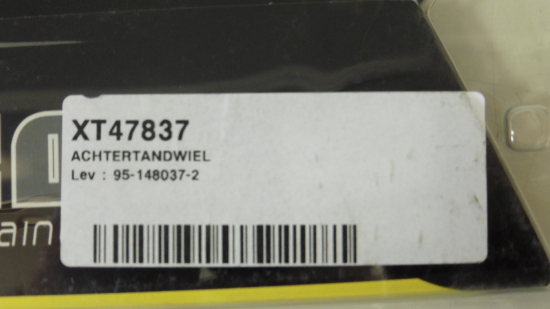 XT47837
ACHTERTANDWIEL
Lev : 95-148037-2
ain